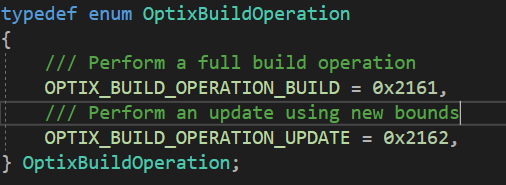 typedef enum OptixBuildOperation
{
/// Perform a full build operation
OPTIX_BUILD_OPERATION_BUILD = 0x2161,
/// Perform an update using new bounds
OPTIX_BUILD_OPERATION_UPDATE = 0x2162,
} OptixBuildOperation;